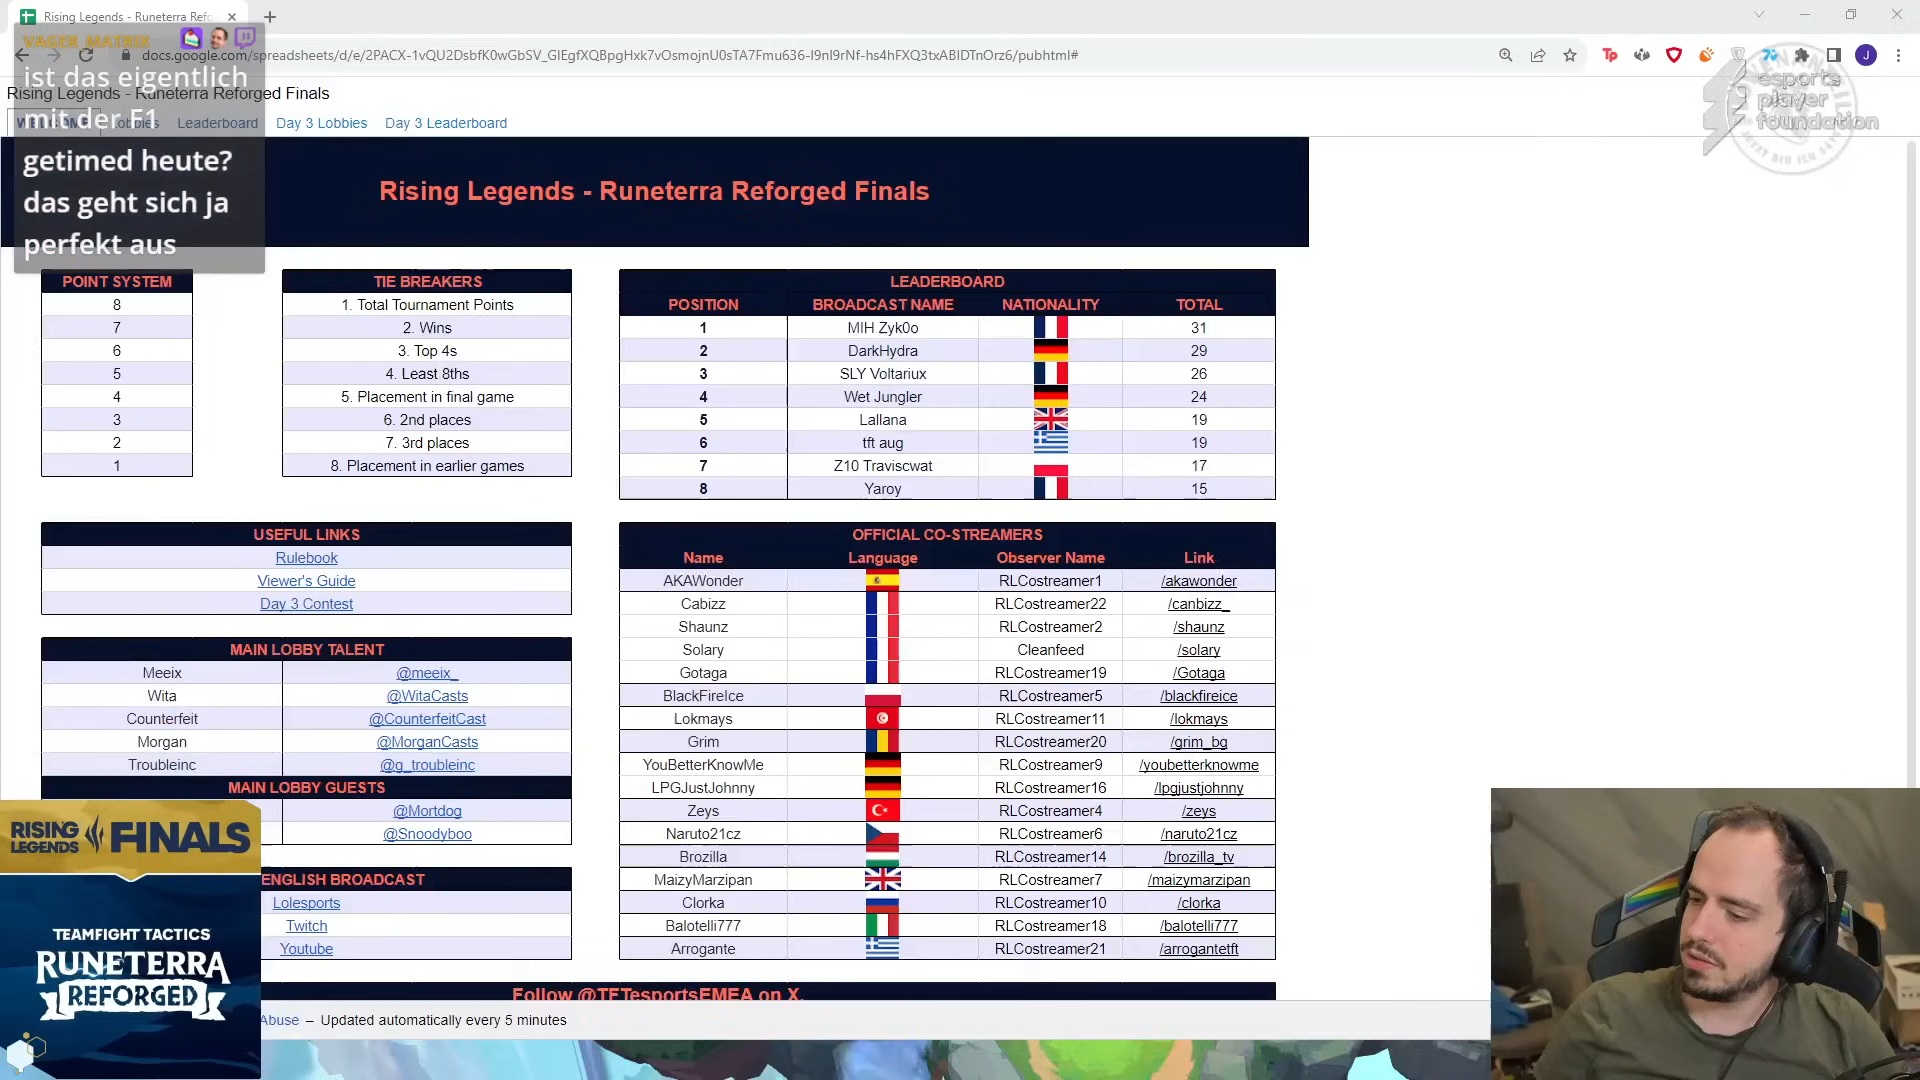 Rising Legends - Runeterra Refo
VAGER_MATRIX
docs.google.com/spreadsheets/d/e/2PACX-1vQU2DsbfK0wGbSV_GIEgfXQBpgHxk7vOsmojnU0sTA7Fmu636-I9nI9rNf-hs4hFXQ3txABIDTnOrz6/pubhtml#
Tp
J
ist das eigentlich
mit der F1
getimed heute?
das geht sich ja
perfekt aus
Rising Legends - Runeterra Reforged Finals
Leaderboard
Day 3 Lobbies
Day 3 Leaderboard
esports
player
foundation
Rising Legends - Runeterra Reforged Finals
POINT SYSTEM
8
7
6
5
4
3
2
1
TIE BREAKERS
1. Total Tournament Points
2. Wins
3. Top 4s
4. Least 8ths
5. Placement in final game
6. 2nd places
7. 3rd places
8. Placement in earlier games
LEADERBOARD
POSITION BROADCAST NAME NATIONALITY TOTAL
1 MIH Zyk0o 31
2 DarkHydra 29
3 SLY Voltariux 26
4 Wet Jungler 24
5 Lallana 19
6 tft aug 19
7 Z10 Traviscwat 17
8 Yaroy 15
USEFUL LINKS
Rulebook
Viewer's Guide
Day 3 Contest
MAIN LOBBY TALENT
Meeix @meeix_
Wita @WitaCasts
Counterfeit @CounterfeitCast
Morgan @MorganCasts
Troubleinc @g_troubleinc
MAIN LOBBY GUESTS
@Mortdog
@Snoodyboo
ENGLISH BROADCAST
Lolesports
Twitch
Youtube
OFFICIAL CO-STREAMERS
Name Language Observer Name Link
AKAWonder RLCostreamer1 /akawonder
Cabizz RLCostreamer22 /canbizz_
Shaunz RLCostreamer2 /shaunz
Solary Cleanfeed /solary
Gotaga RLCostreamer19 /Gotaga
BlackFireIce RLCostreamer5 /blackfireice
Lokmays RLCostreamer11 /lokmays
Grim RLCostreamer20 /grim_bg
YouBetterKnowMe RLCostreamer9 /youbetterknowme
LPGJustJohnny RLCostreamer16 /lpgjustjohnny
Zeys RLCostreamer4 /zeys
Naruto21cz RLCostreamer6 /naruto21cz
Brozilla RLCostreamer14 /brozilla_tv
MaizyMarzipan RLCostreamer7 /maizymarzipan
Clorka RLCostreamer10 /clorka
Balotelli777 RLCostreamer18 /balotelli777
Arrogante RLCostreamer21 /arrogantetft
Follow @TFTesportsEMEA on X.
Abuse – Updated automatically every 5 minutes
RISING
LEGENDS
FINALS
TEAMFIGHT TACTICS
RUNETERRA
REFORGED